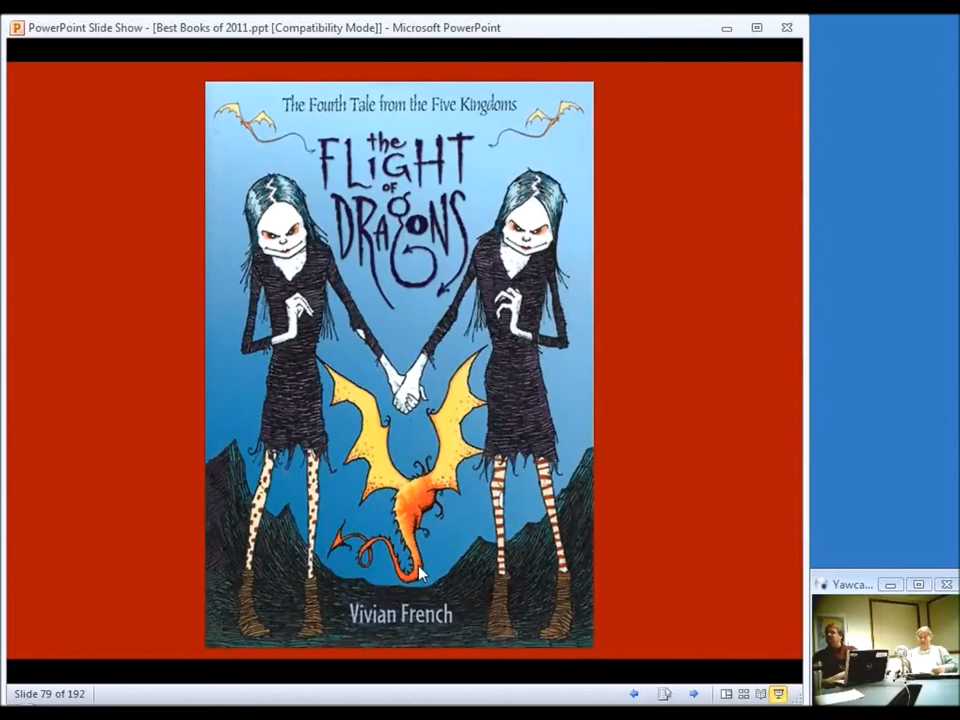 PowerPoint Slide Show - [Best Books of 2011.ppt [Compatibility Mode]] - Microsoft PowerPoint
The Fourth Tale from the Five Kingdoms
the
FLiGHT
OF
DRAgONS
Vivian French
Yawca...
Slide 79 of 192